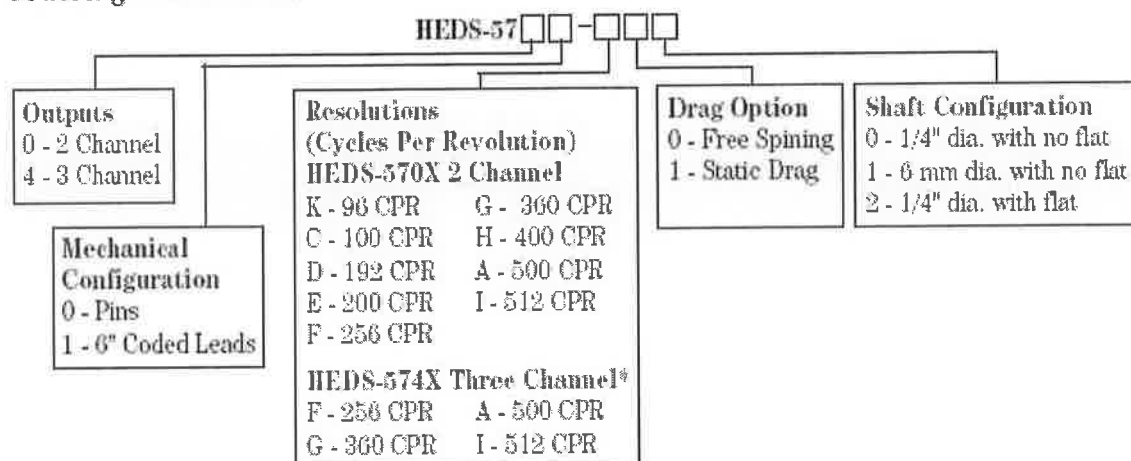 HEDS-57□□-□□□
Outputs
0 - 2 Channel
4 - 3 Channel
Mechanical
Configuration
0 - Pins
1 - 6" Coded Leads
Resolutions
(Cycles Per Revolution)
HEDS-570X 2 Channel
K - 96 CPR G - 360 CPR
C - 100 CPR H - 400 CPR
D - 192 CPR A - 500 CPR
E - 200 CPR I - 512 CPR
F - 256 CPR
HEDS-574X Three Channel*
F - 256 CPR A - 500 CPR
G - 360 CPR I - 512 CPR
Drag Option
0 - Free Spining
1 - Static Drag
Shaft Configuration
0 - 1/4" dia. with no flat
1 - 6 mm dia. with no flat
2 - 1/4" dia. with flat